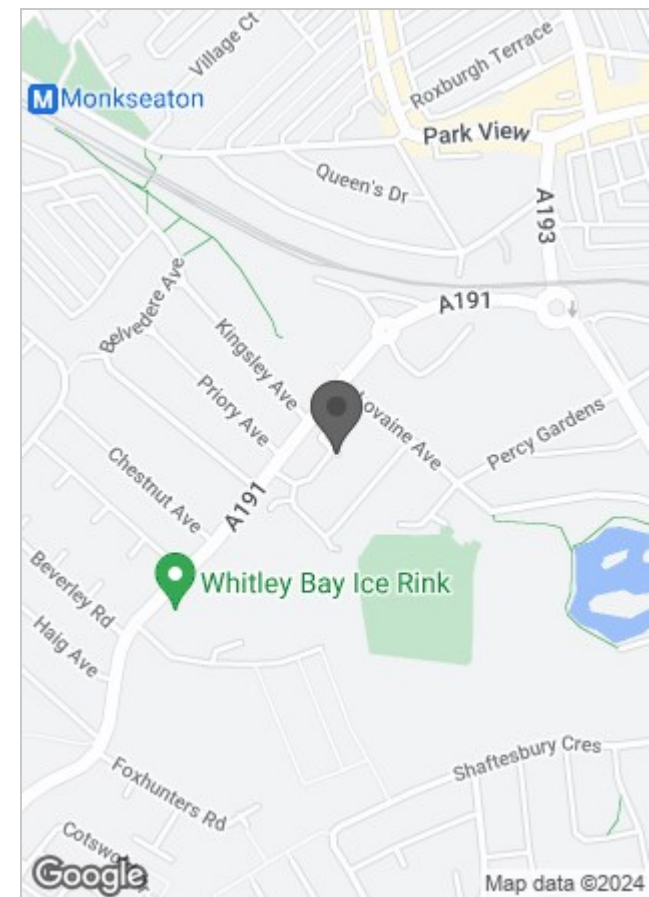 Village Ct
Roxburgh Terrace
M Monkseaton
Park View
Queen's Dr
A193
Belvedere Ave
A191
Kingsley Ave
Priory Ave
Lovaine Ave
Percy Gardens
Chestnut Ave
A191
Whitley Bay Ice Rink
Beverley Rd
Haig Ave
Shaftesbury Cres
Foxhunters Rd
Google
Map data ©2024